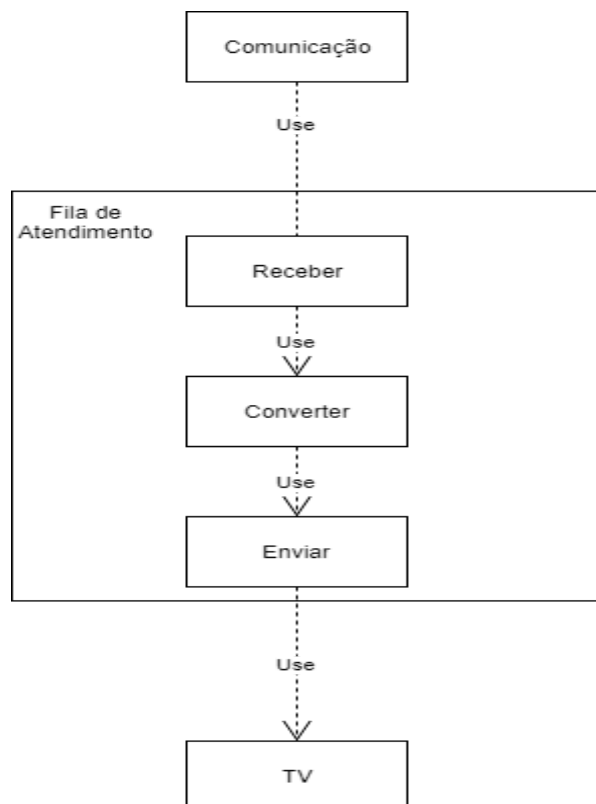 Comunicação
Use
Fila de
Atendimento
Receber
Use
Converter
Use
Enviar
Use
TV